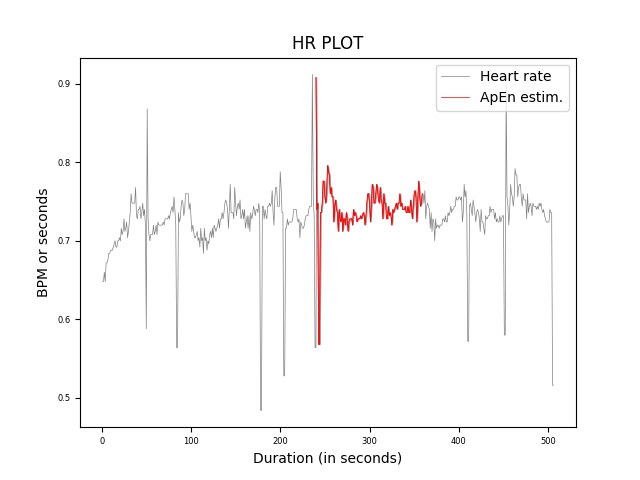 HR PLOT
Heart rate
ApEn estim.
BPM or seconds
0.9
0.8
0.7
0.6
0.5
0 100 200 300 400 500
Duration (in seconds)